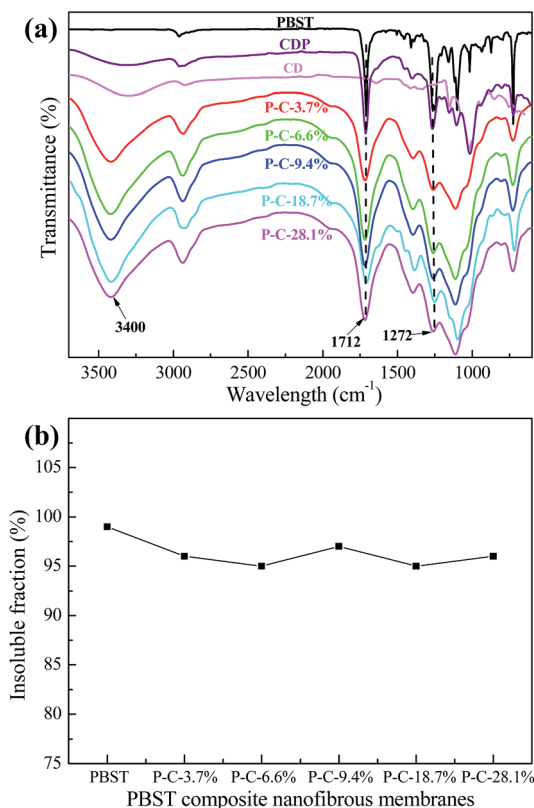 (a)
PBST
CDP
CD
P-C-3.7%
P-C-6.6%
P-C-9.4%
P-C-18.7%
P-C-28.1%
3400
1712
1272
Transmittance (%)
3500 3000 2500 2000 1500 1000
Wavelength (cm⁻¹)
(b)
Insoluble fraction (%)
105
100
95
90
85
80
75
PBST P-C-3.7% P-C-6.6% P-C-9.4% P-C-18.7% P-C-28.1%
PBST composite nanofibrous membranes